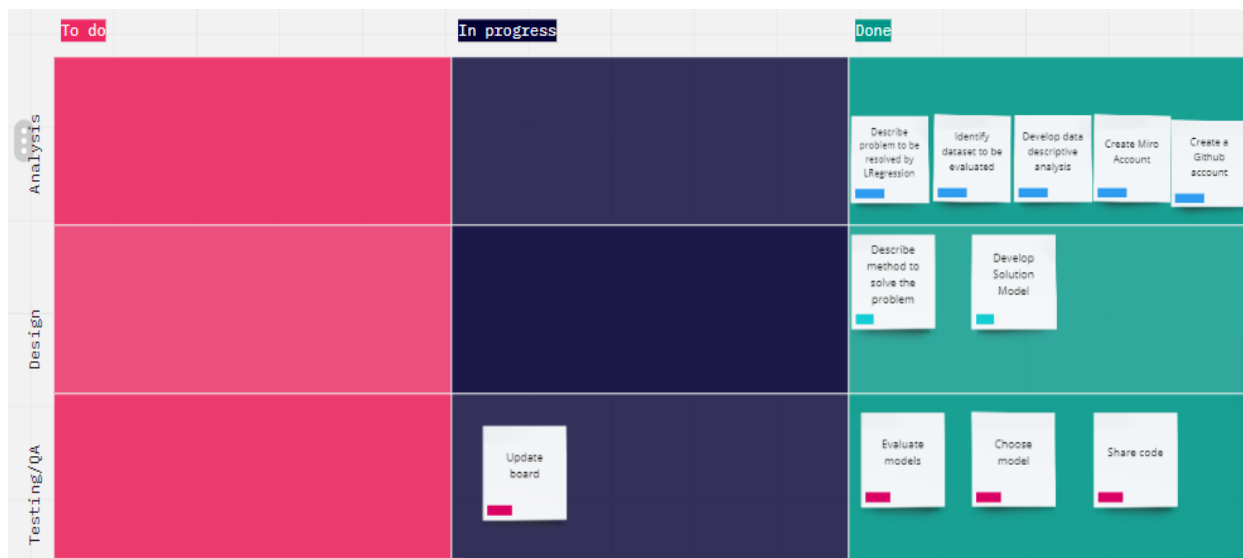 To do
In progress
Done
Analysis
Describe
problem to be
resolved by
LRegression
Identify
dataset to be
evaluated
Develop data
descriptive
analysis
Create Miro
Account
Create a
Github
account
Design
Describe
method to
solve the
problem
Develop
Solution
Model
Testing/QA
Update
board
Evaluate
models
Choose
model
Share code